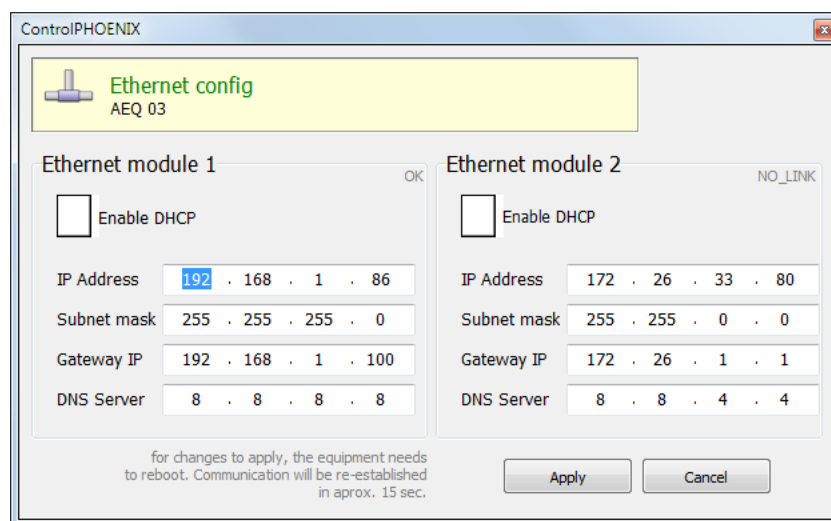 ControlPHOENIX
Ethernet config
AEQ 03
Ethernet module 1
OK
Enable DHCP
IP Address 192 . 168 . 1 . 86
Subnet mask 255 . 255 . 255 . 0
Gateway IP 192 . 168 . 1 . 100
DNS Server 8 . 8 . 8 . 8
Ethernet module 2
NO_LINK
Enable DHCP
IP Address 172 . 26 . 33 . 80
Subnet mask 255 . 255 . 0 . 0
Gateway IP 172 . 26 . 1 . 1
DNS Server 8 . 8 . 4 . 4
for changes to apply, the equipment needs
to reboot. Communication will be re-established
in aprox. 15 sec.
Apply
Cancel